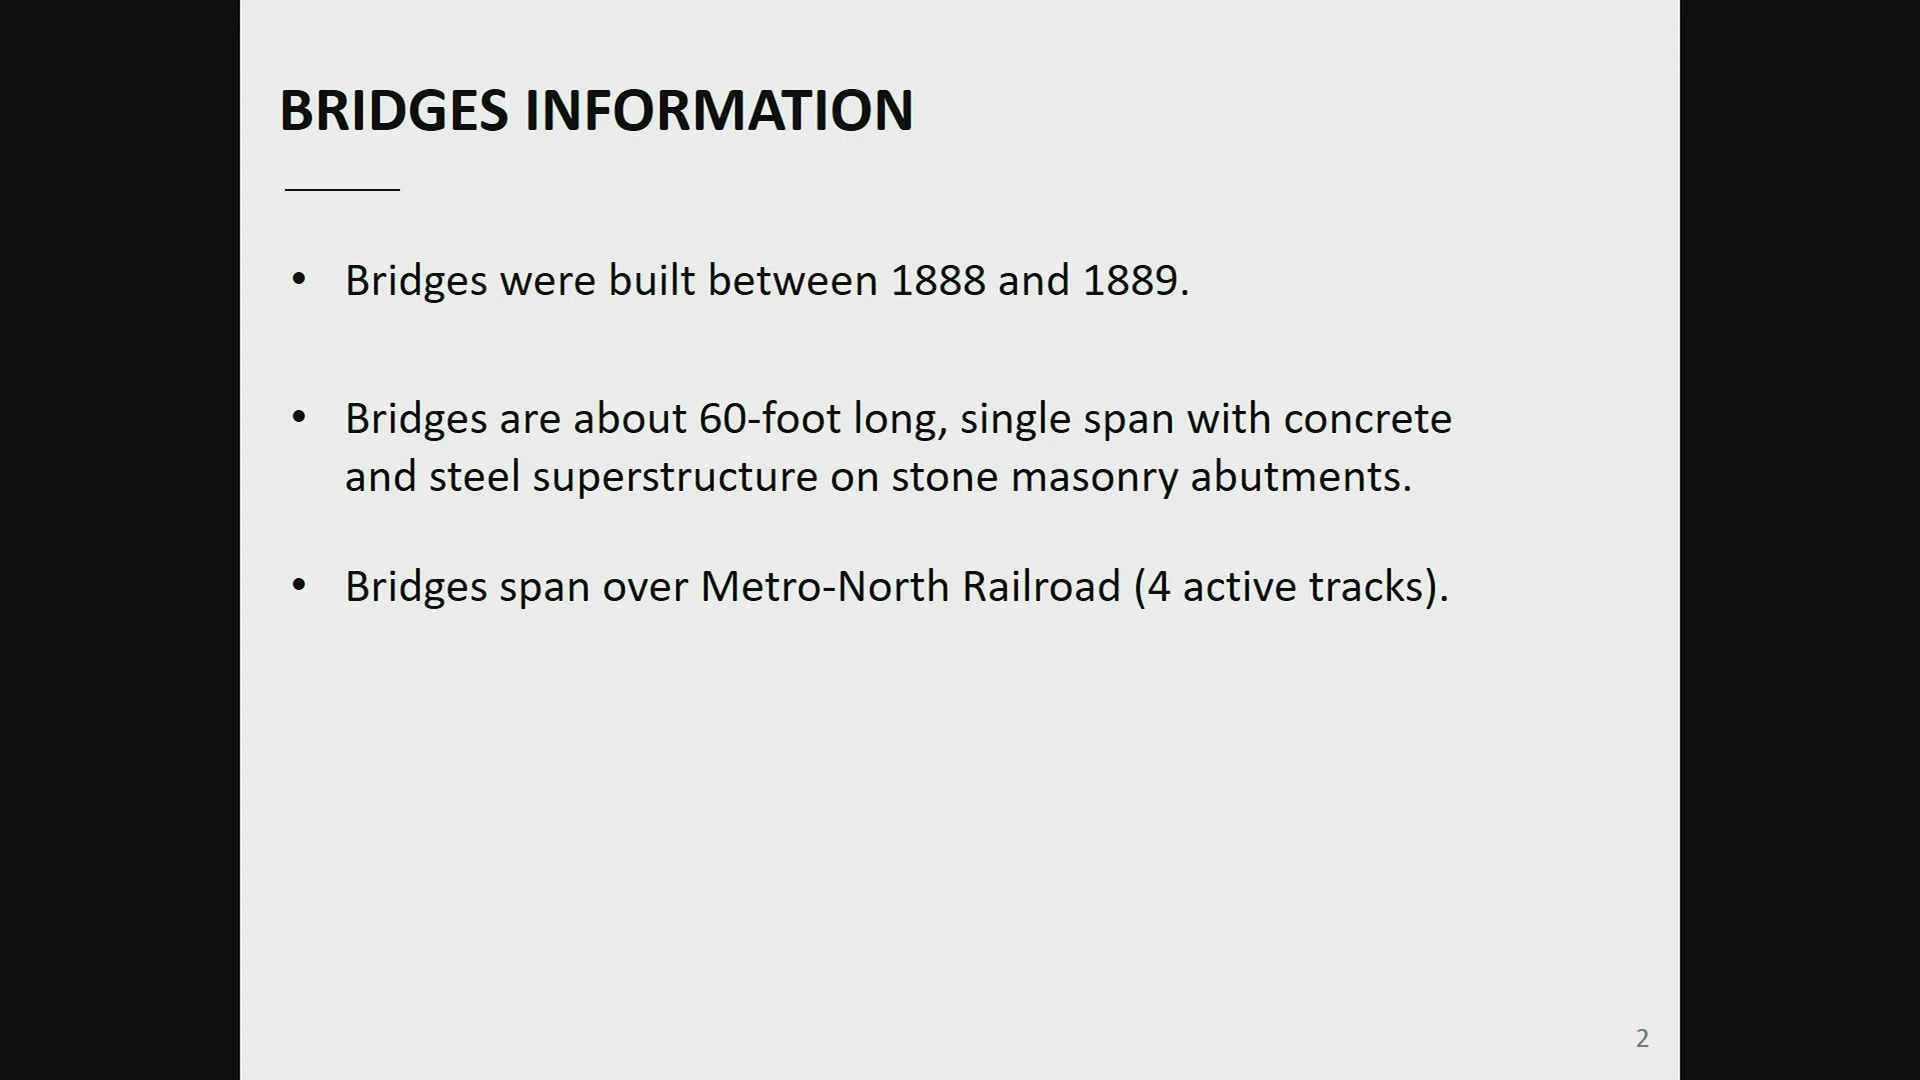 BRIDGES INFORMATION
• Bridges were built between 1888 and 1889.
• Bridges are about 60-foot long, single span with concrete
and steel superstructure on stone masonry abutments.
• Bridges span over Metro-North Railroad (4 active tracks).
2